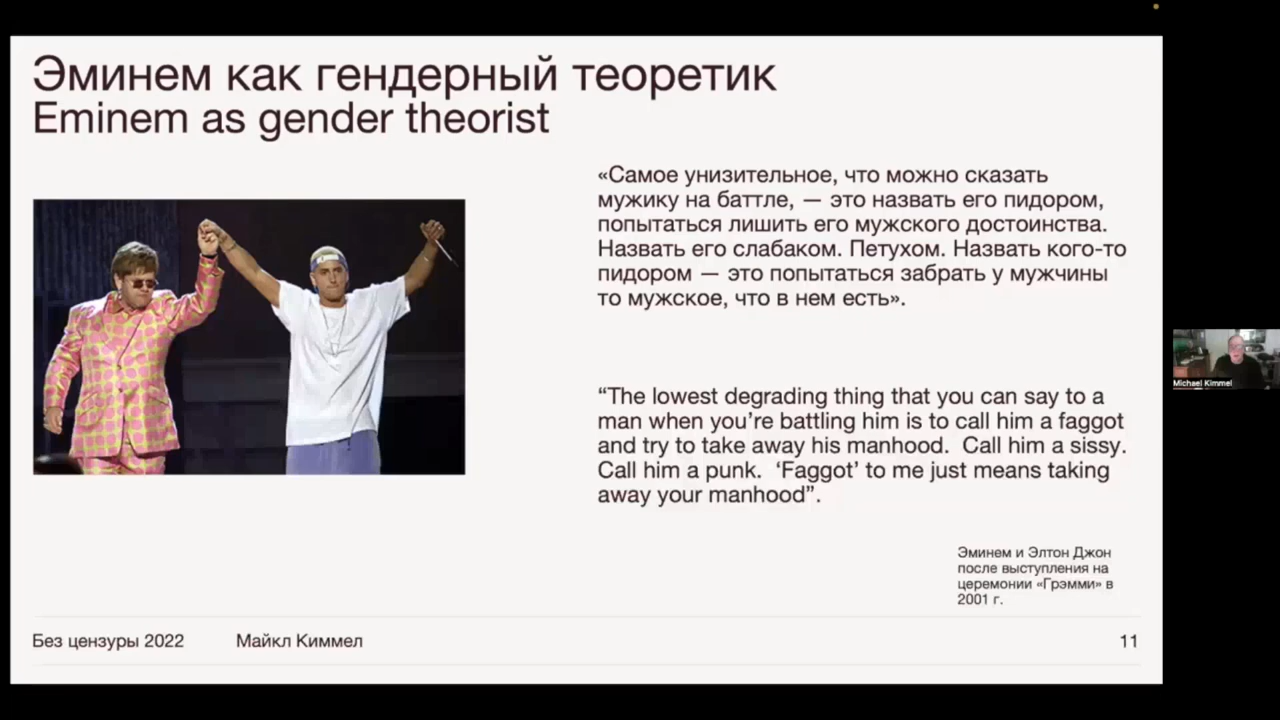 Эминем как гендерный теоретик
Eminem as gender theorist
«Самое унизительное, что можно сказать
мужику на баттле, — это назвать его пидором,
попытаться лишить его мужского достоинства.
Назвать его слабаком. Петухом. Назвать кого-то
пидором — это попытаться забрать у мужчины
то мужское, что в нем есть».
“The lowest degrading thing that you can say to a
man when you’re battling him is to call him a faggot
and try to take away his manhood.  Call him a sissy.
Call him a punk.  ‘Faggot’ to me just means taking
away your manhood”.
Эминем и Элтон Джон
после выступления на
церемонии «Грэмми» в
2001 г.
Без цензуры 2022
Майкл Киммел
11
Michael Kimmel